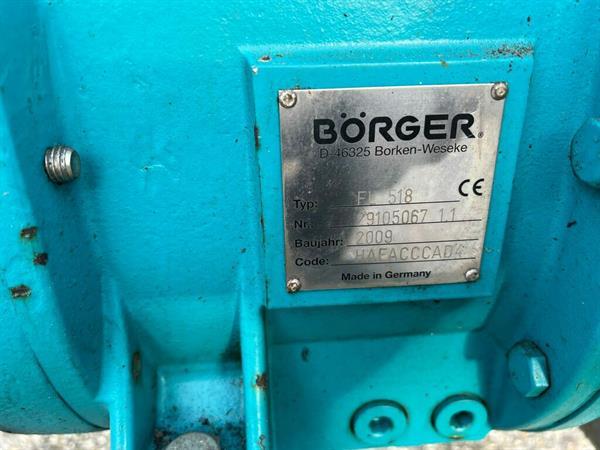 BÖRGER®
D-46325 Borken-Weseke
Typ: FL 518 CE
Nr. 29105067 1.1
Baujahr: 2009
Code: HAFACCCAD4
Made in Germany